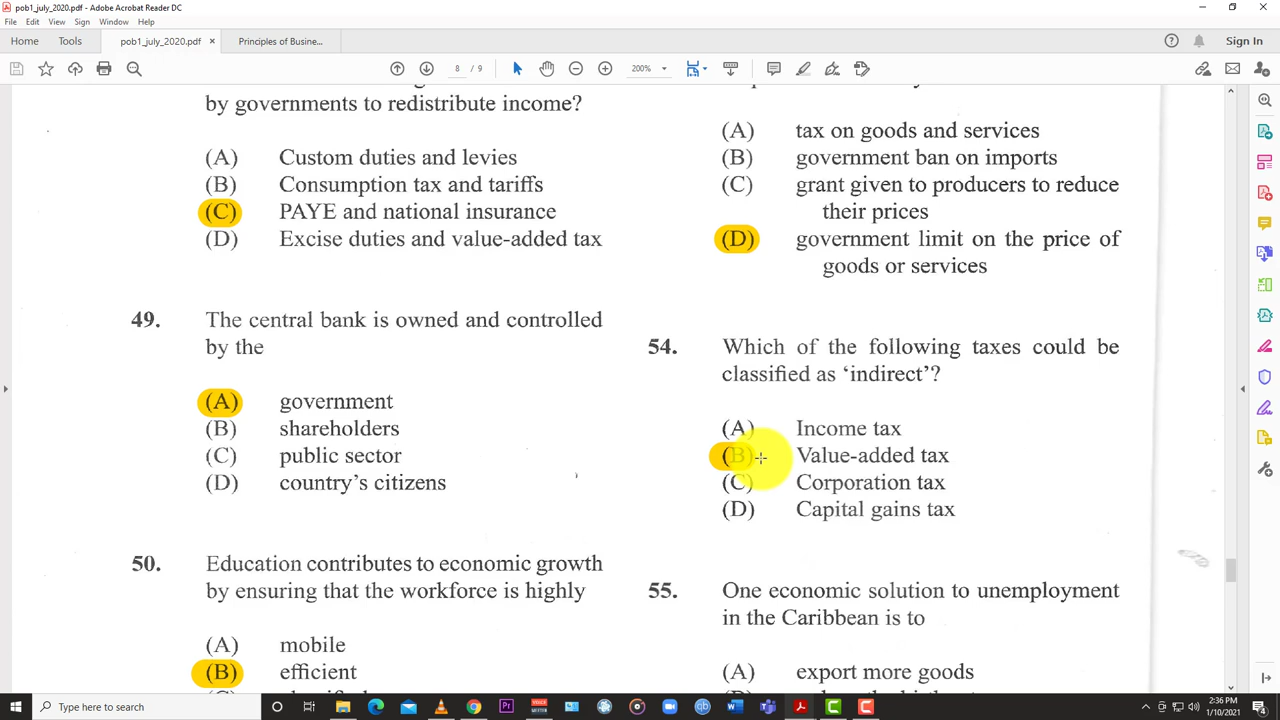 pob1_july_2020.pdf - Adobe Acrobat Reader DC
File Edit View Sign Window Help
Home Tools pob1_july_2020.pdf × Principles of Busine... Sign In
8 / 9 200%
by governments to redistribute income?
(A) Custom duties and levies
(B) Consumption tax and tariffs
(C) PAYE and national insurance
(D) Excise duties and value-added tax
49. The central bank is owned and controlled
by the
(A) government
(B) shareholders
(C) public sector
(D) country's citizens
50. Education contributes to economic growth
by ensuring that the workforce is highly
(A) mobile
(B) efficient
(A) tax on goods and services
(B) government ban on imports
(C) grant given to producers to reduce
their prices
(D) government limit on the price of
goods or services
54. Which of the following taxes could be
classified as ‘indirect’?
(A) Income tax
(B) Value-added tax
(C) Corporation tax
(D) Capital gains tax
55. One economic solution to unemployment
in the Caribbean is to
(A) export more goods
Type here to search
2:36 PM
1/10/2021